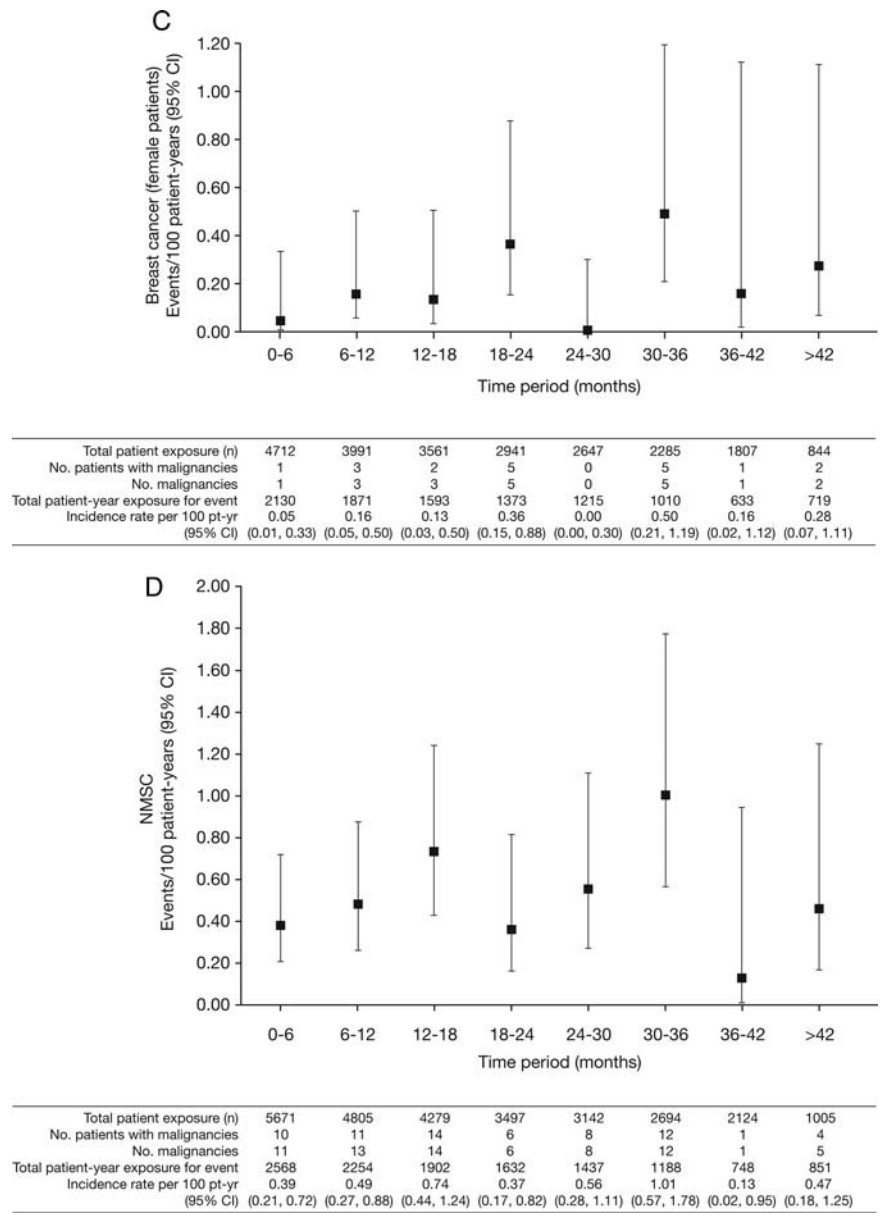 C
Breast cancer (female patients)
Events/100 patient-years (95% CI)
1.20
1.00
0.80
0.60
0.40
0.20
0.00
0-6 6-12 12-18 18-24 24-30 30-36 36-42 >42
Time period (months)
Total patient exposure (n) 4712 3991 3561 2941 2647 2285 1807 844
No. patients with malignancies 1 3 2 5 0 5 1 2
No. malignancies 1 3 3 5 0 5 1 2
Total patient-year exposure for event 2130 1871 1593 1373 1215 1010 633 719
Incidence rate per 100 pt-yr 0.05 0.16 0.13 0.36 0.00 0.50 0.16 0.28
(95% CI) (0.01, 0.33) (0.05, 0.50) (0.03, 0.50) (0.15, 0.88) (0.00, 0.30) (0.21, 1.19) (0.02, 1.12) (0.07, 1.11)
D
NMSC
Events/100 patient-years (95% CI)
2.00
1.80
1.60
1.40
1.20
1.00
0.80
0.60
0.40
0.20
0.00
0-6 6-12 12-18 18-24 24-30 30-36 36-42 >42
Time period (months)
Total patient exposure (n) 5671 4805 4279 3497 3142 2694 2124 1005
No. patients with malignancies 10 11 14 6 8 12 1 4
No. malignancies 11 13 14 6 8 12 1 5
Total patient-year exposure for event 2568 2254 1902 1632 1437 1188 748 851
Incidence rate per 100 pt-yr 0.39 0.49 0.74 0.37 0.56 1.01 0.13 0.47
(95% CI) (0.21, 0.72) (0.27, 0.88) (0.44, 1.24) (0.17, 0.82) (0.28, 1.11) (0.57, 1.78) (0.02, 0.95) (0.18, 1.25)